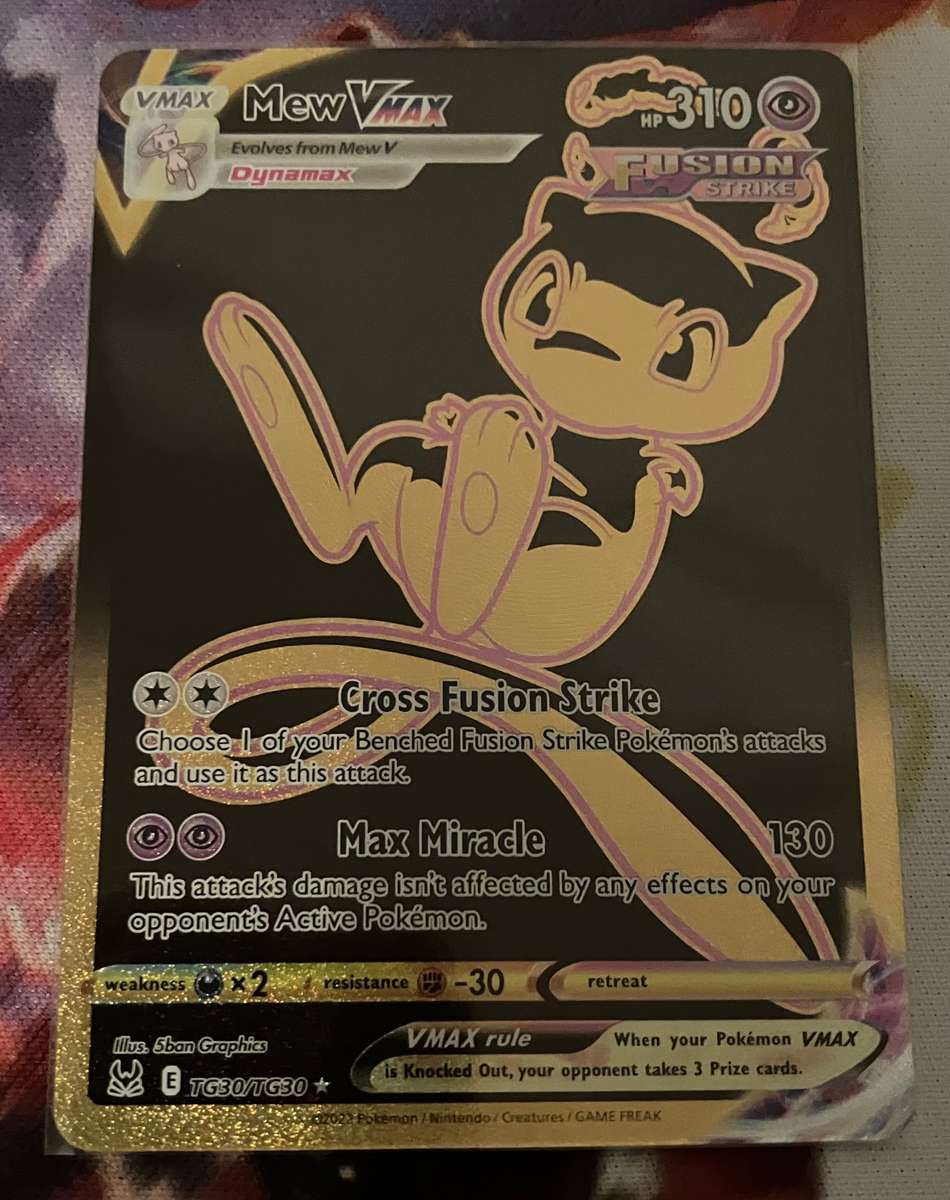 VMAX
Mew VMAX
HP 310
Evolves from Mew V
Dynamax
FUSION
STRIKE
Cross Fusion Strike
Choose 1 of your Benched Fusion Strike Pokémon's attacks
and use it as this attack.
Max Miracle 130
This attack's damage isn't affected by any effects on your
opponent's Active Pokémon.
weakness ×2 resistance -30 retreat
Illus. 5ban Graphics
VMAX rule When your Pokémon VMAX
is Knocked Out, your opponent takes 3 Prize cards.
E TG30/TG30
©2022 Pokémon / Nintendo / Creatures / GAME FREAK